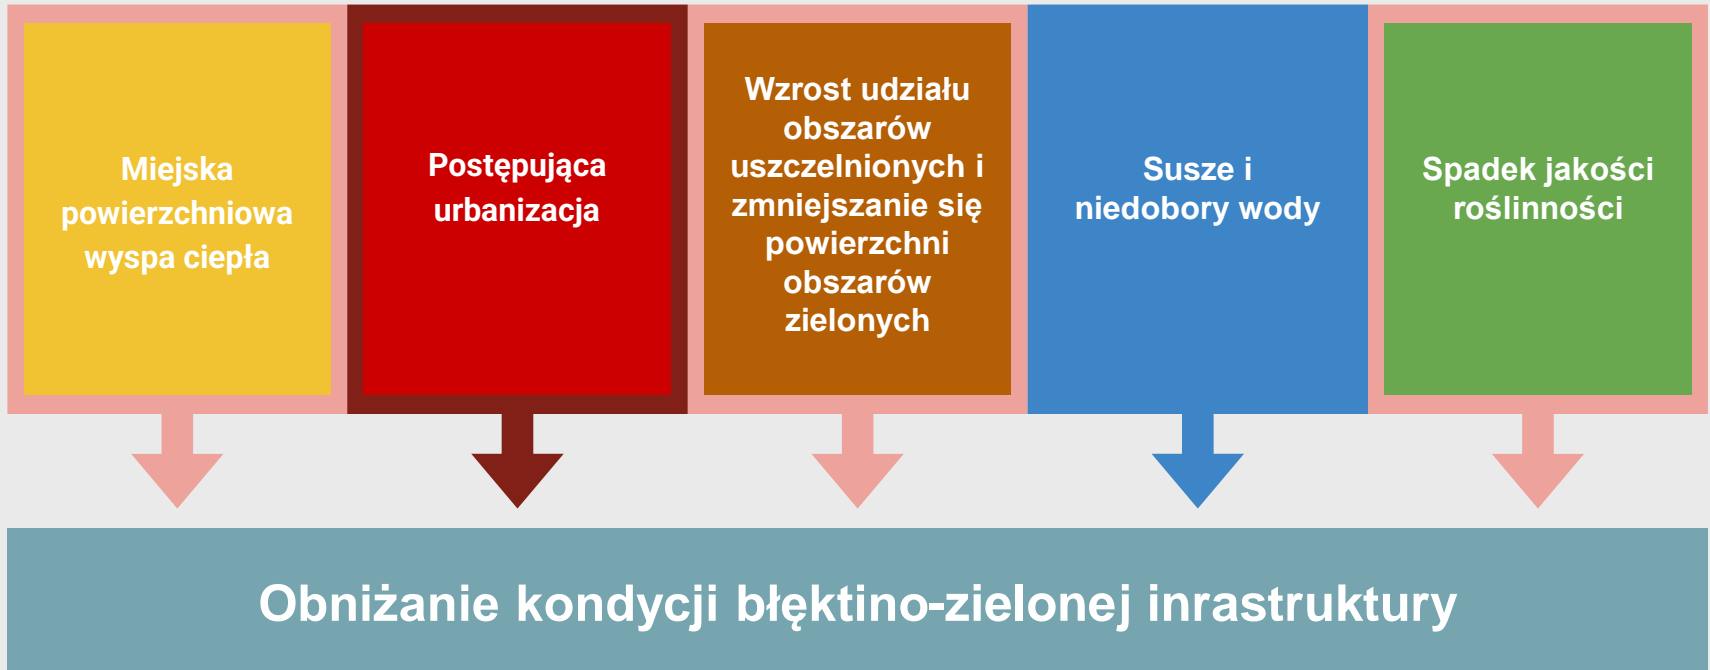 Miejska
powierzchniowa
wyspa ciepła
Postępująca
urbanizacja
Wzrost udziału
obszarów
uszczelnionych i
zmniejszanie się
powierzchni
obszarów
zielonych
Susze i
niedobory wody
Spadek jakości
roślinności
Obniżanie kondycji błęktino-zielonej inrastruktury